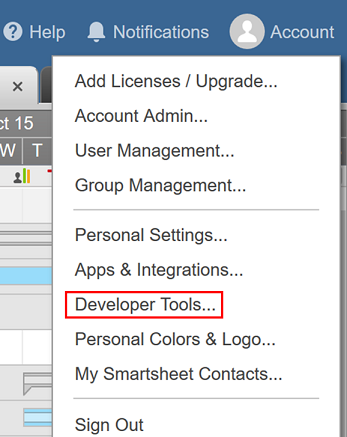 Help Notifications Account
ct 15
W T
Add Licenses / Upgrade...
Account Admin...
User Management...
Group Management...
Personal Settings...
Apps & Integrations...
Developer Tools...
Personal Colors & Logo...
My Smartsheet Contacts...
Sign Out